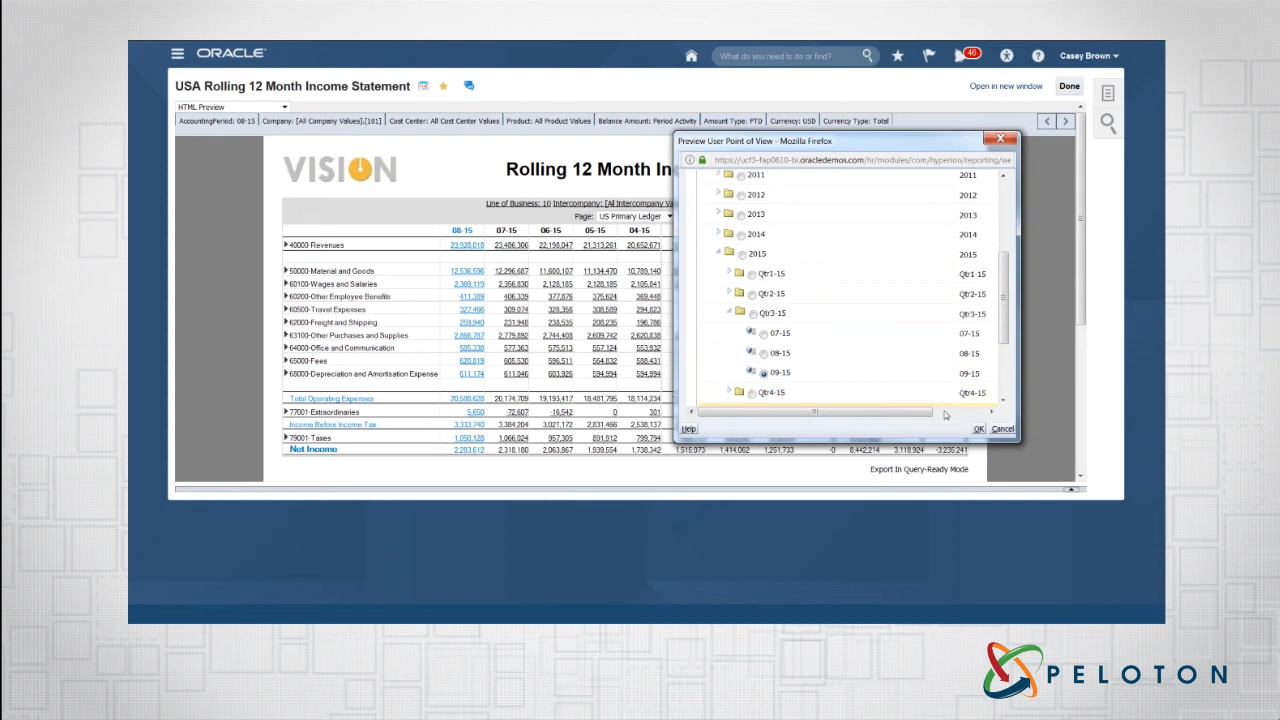 ORACLE
What do you need to do or find?
46
Casey Brown
USA Rolling 12 Month Income Statement
Open in new window
Done
HTML Preview
AccountingPeriod: 08-15 Company: [All Company Values].[101] Cost Center: All Cost Center Values Product: All Product Values Balance Amount: Period Activity Amount Type: PTD Currency: USD Currency Type: Total
VISION
Rolling 12 Month In
Line of Business: 10 Intercompany: [All Intercompany Va
Page: US Primary Ledger
08-15 07-15 06-15 05-15 04-15
40000-Revenues 23,928,018 23,486,306 22,198,047 21,313,261 20,652,671
50000-Material and Goods 12,536,596 12,296,687 11,600,107 11,134,470 10,789,140
60100-Wages and Salaries 2,389,119 2,356,830 2,128,185 2,128,185 2,105,841
60200-Other Employee Benefits 411,389 406,339 377,876 375,624 369,448
60500-Travel Expenses 327,466 309,074 328,356 308,589 294,823
62000-Freight and Shipping 259,940 231,948 238,535 208,235 196,786
63100-Other Purchases and Supplies 2,866,787 2,779,892 2,744,408 2,609,742 2,620,838
64000-Office and Communication 585,338 577,363 575,513 557,124 553,932
65000-Fees 620,819 605,530 596,511 564,832 588,431
68000-Depreciation and Amortisation Expense 611,174 611,046 603,926 594,994 594,994
Total Operating Expenses 20,588,628 20,174,709 19,193,417 18,481,795 18,114,234
77001-Extraordinaries 5,650 -72,607 -16,542 0 301
Income Before Income Tax 3,333,740 3,384,204 3,021,172 2,831,488 2,538,137
79001-Taxes 1,050,128 1,066,024 957,305 891,912 799,794
Net Income 2,283,612 2,318,180 2,063,867 1,939,554 1,738,342 1,515,073 1,414,062 1,251,733 -0 8,442,214 3,118,924 -3,235,241
Export In Query-Ready Mode
Preview User Point of View - Mozilla Firefox
https://ucf3-fap0610-bi.oracledemos.com/hr/modules/com/hyperion/reporting/we
2011 2011
2012 2012
2013 2013
2014 2014
2015 2015
Qtr1-15 Qtr1-15
Qtr2-15 Qtr2-15
Qtr3-15 Qtr3-15
07-15 07-15
08-15 08-15
09-15 09-15
Qtr4-15 Qtr4-15
Help OK Cancel
PELOTON